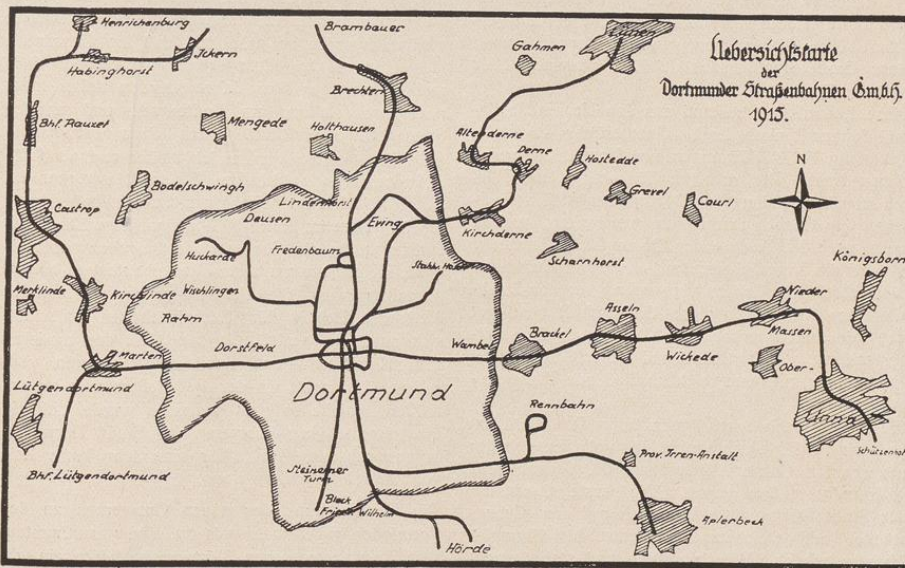 Uebersichtskarte
der
Dortmunder Straßenbahnen G.m.b.H.
1915.
N
Henrichenburg
Habinghorst
Ickern
Brambauer
Gahmen
Lünen
Brechten
Bhf. Rauxel
Mengede
Holthausen
Altenderne
Derne
Hostedde
Grevel
Courl
Bodelschwingh
Castrop
Lindenhorst
Deusen
Eving
Kirchderne
Scharnhorst
Königsborn
Huckarde
Fredenbaum
Merklinde
Kirchlinde
Wischlingen
Rahm
Asseln
Nieder
Massen
Brackel
Wickede
Ober-
Marten
Dorstfeld
Wambel
Lütgendortmund
Dortmund
Unna
Rennbahn
Bhf. Lütgendortmund
Steinerner
Turm
Block
Friedr. Wilhelm
Prov. Irren-Anstalt
Aplerbeck
Hörde